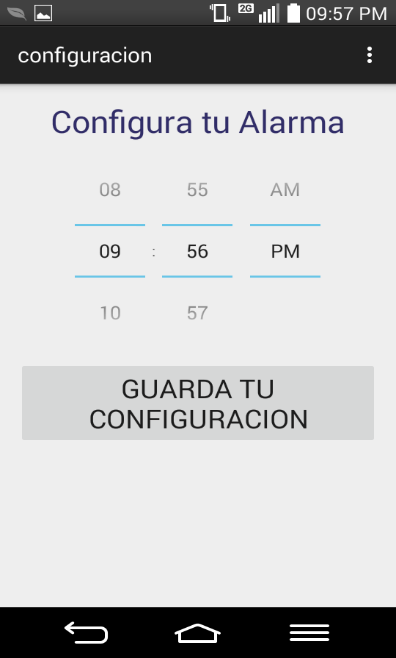 2G 09:57 PM
configuracion
Configura tu Alarma
08 55 AM
09 : 56 PM
10 57
GUARDA TU
CONFIGURACION